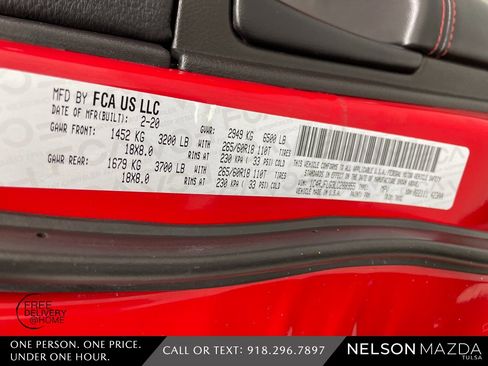 MFD BY FCA US LLC
DATE OF MFR(BUILT): 2-20 GVWR: 2949 KG 6500 LB
GAWR FRONT: 1452 KG 3200 LB WITH 265/60R18 110T TIRES
18X8.0 RIMS AT 230 KPA ( 33 PSI COLD
GAWR REAR: 1679 KG 3700 LB WITH 265/60R18 110T TIRES
18X8.0 RIMS AT 230 KPA ( 33 PSI COLD
THIS VEHICLE CONFORMS TO ALL APPLICABLE U.S.A./FEDERAL MOTOR VEHICLE SAFETY
VEHICLE MADE IN U.S.A.
FREE
DELIVERY
@HOME
ONE PERSON. ONE PRICE.
UNDER ONE HOUR.
CALL OR TEXT: 918.296.7897
NELSON MAZDA
TULSA